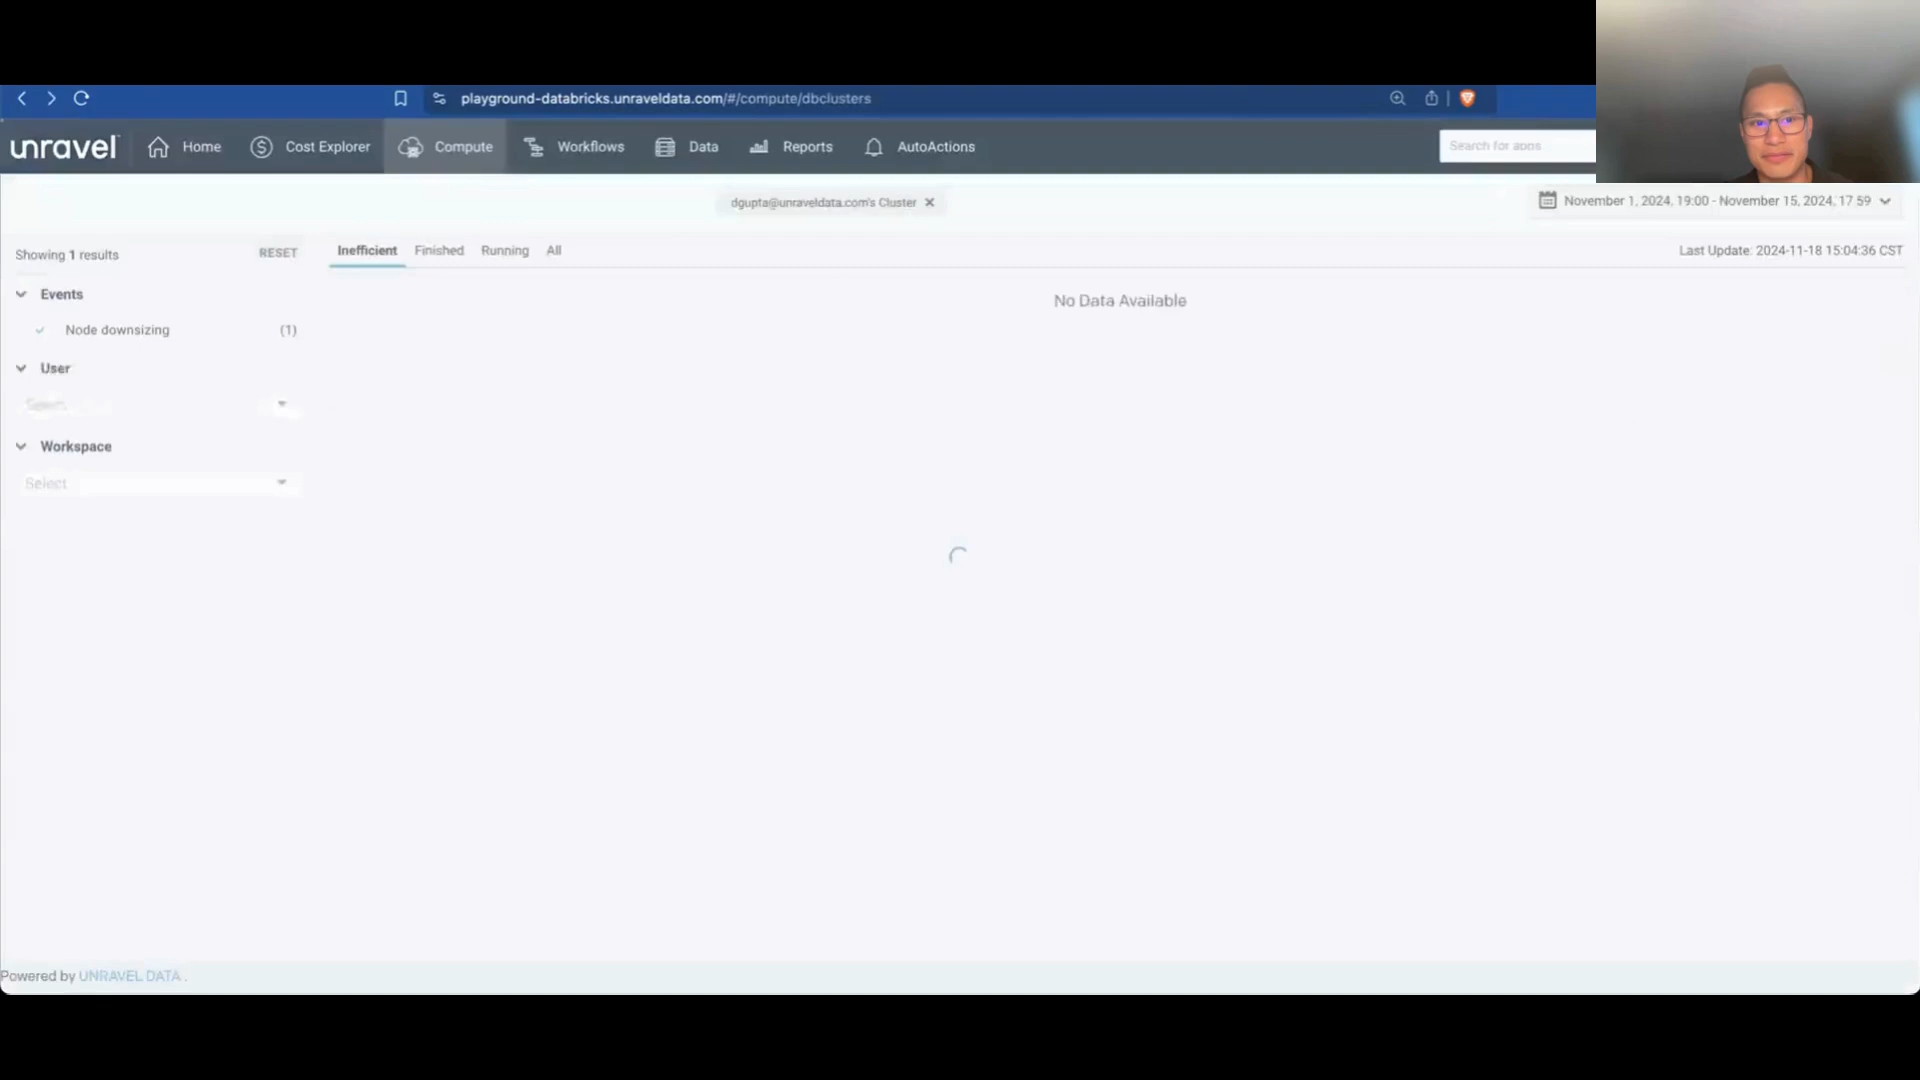 playground-databricks.unraveldata.com/#/compute/dbclusters
unravel Home Cost Explorer Compute Workflows Data Reports AutoActions Search for apps
dgupta@unraveldata.com's Cluster
November 1, 2024, 19:00 - November 15, 2024, 17:59
Showing 1 results RESET Inefficient Finished Running All Last Update: 2024-11-18 15:04:36 CST
Events
No Data Available
Node downsizing (1)
User
Select
Workspace
Select
Powered by UNRAVEL DATA .